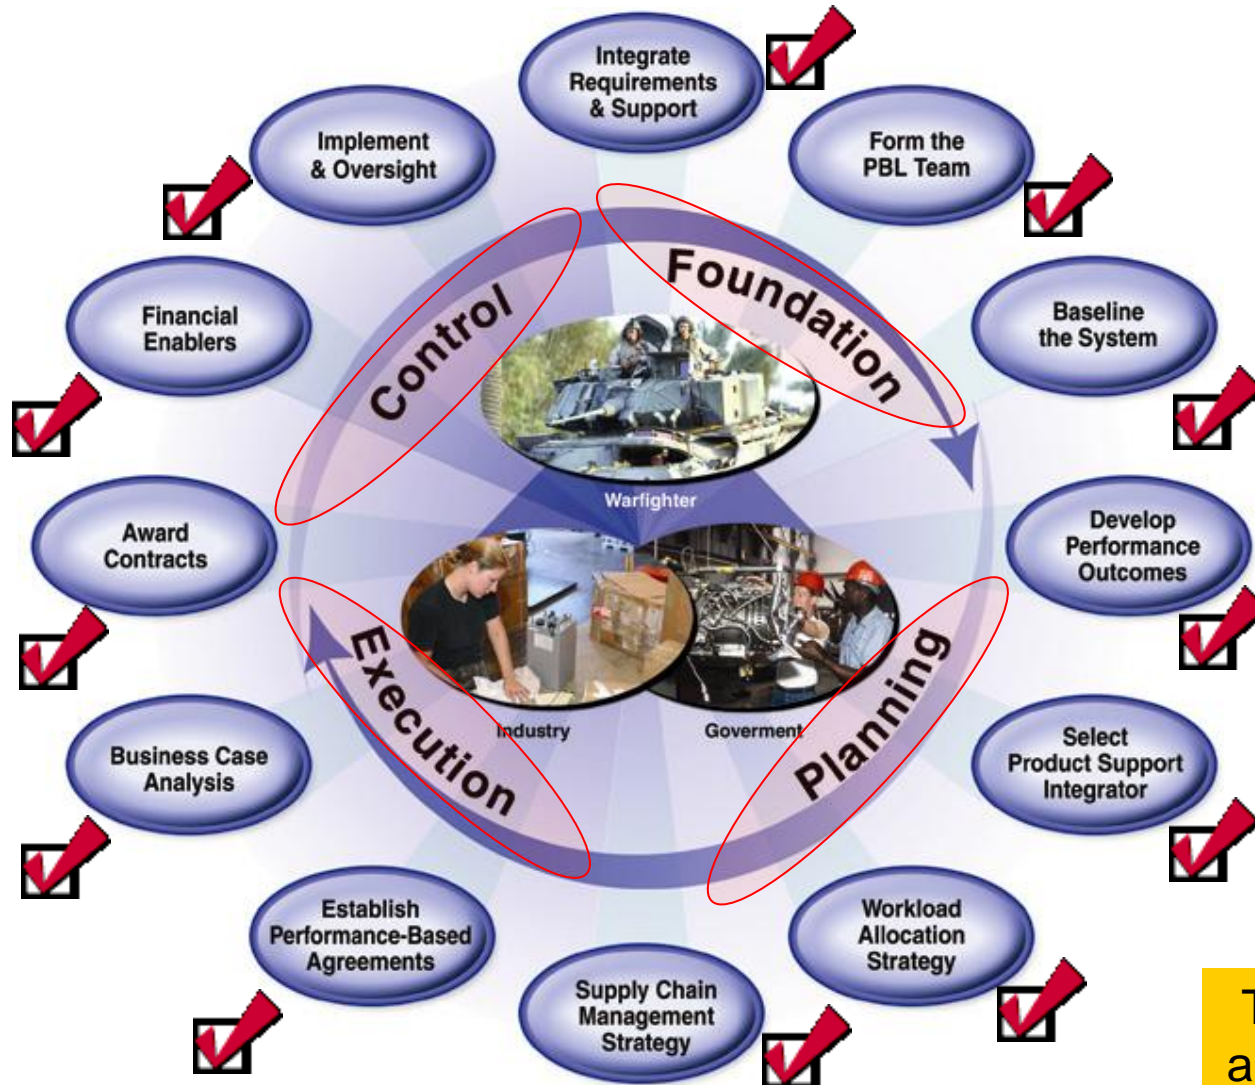 Integrate
Requirements
& Support
Form the
PBL Team
Baseline
the System
Develop
Performance
Outcomes
Select
Product Support
Integrator
Workload
Allocation
Strategy
Supply Chain
Management
Strategy
Establish
Performance-Based
Agreements
Business Case
Analysis
Award
Contracts
Financial
Enablers
Implement
& Oversight
Foundation
Planning
Execution
Control
Warfighter
Industry
Goverment